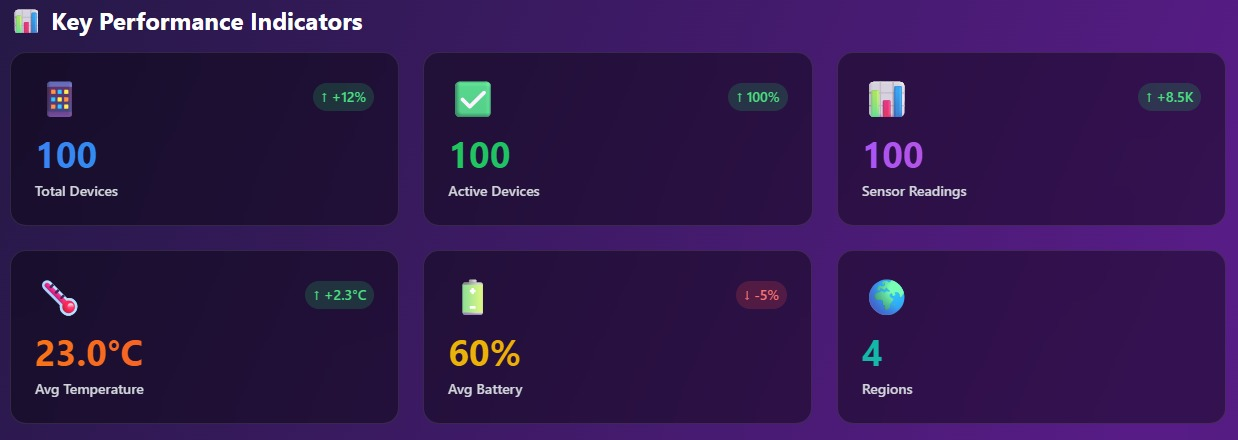 Key Performance Indicators
↑ +12%
100
Total Devices
↑ 100%
100
Active Devices
↑ +8.5K
100
Sensor Readings
↑ +2.3°C
23.0°C
Avg Temperature
↓ -5%
60%
Avg Battery
4
Regions